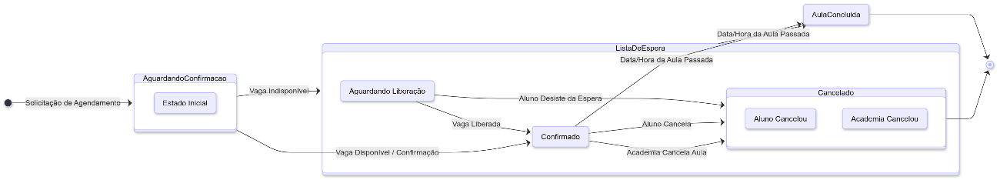 AulaConcluída
Data/Hora da Aula Passada
ListaDeEspera
Data/Hora da Aula Passada
AguardandoConfirmacao
Vaga Indisponível
Aguardando Liberação
Cancelado
Solicitação de Agendamento
Estado Inicial
Aluno Desiste da Espera
Aluno Cancelou
Academia Cancelou
Vaga Liberada
Aluno Cancela
Confirmado
Vaga Disponível / Confirmação
Academia Cancela Aula